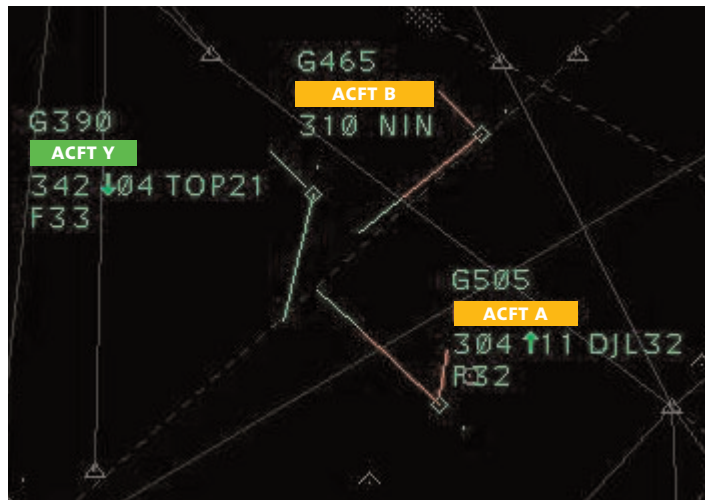 G465
ACFT B
310 NIN
G390
ACFT Y
342 ↓04 TOP21
F33
G505
ACFT A
304 ↑11 DJL32
F32